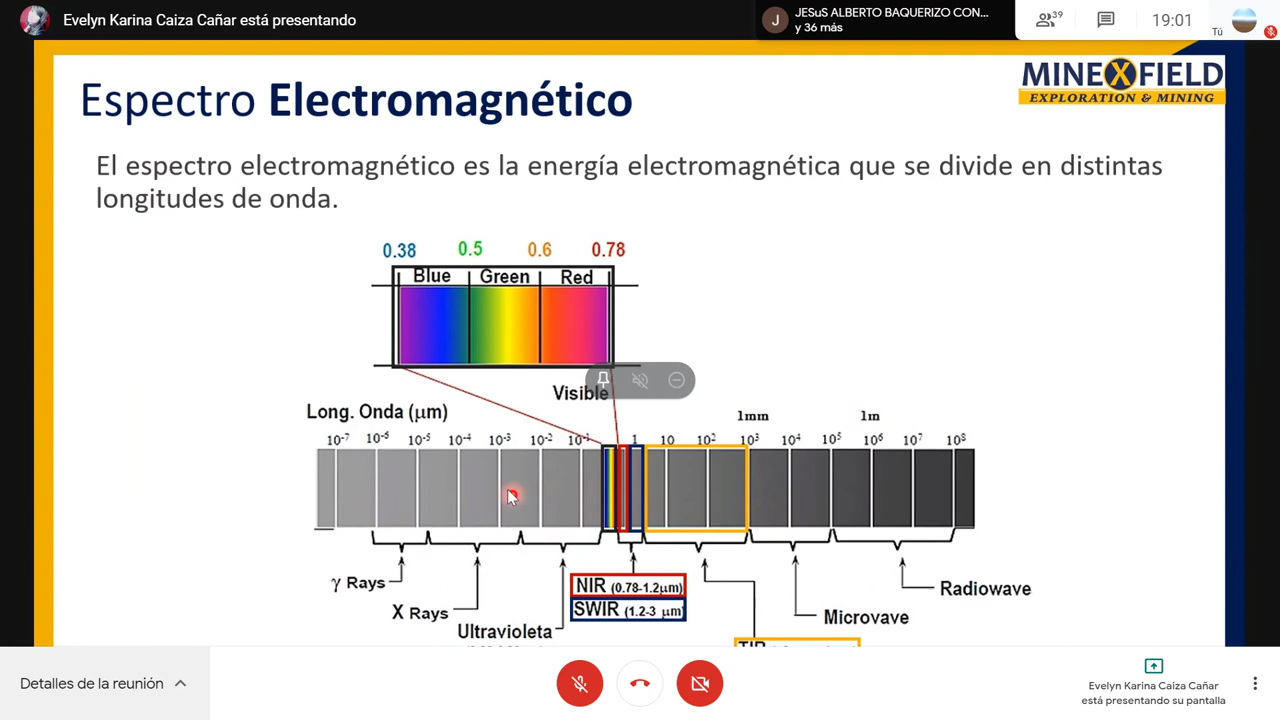 Evelyn Karina Caiza Cañar está presentando
JESuS ALBERTO BAQUERIZO CON...
J
y 36 más
39
19:01
Tú
Espectro Electromagnético
MINEXFIELD
EXPLORATION & MINING
El espectro electromagnético es la energía electromagnética que se divide en distintas
longitudes de onda.
0.38 0.5 0.6 0.78
Blue Green Red
Visible
Long. Onda (μm)
1mm 1m
10⁻⁷ 10⁻⁶ 10⁻⁵ 10⁻⁴ 10⁻³ 10⁻² 10⁻¹ 1 10 10² 10³ 10⁴ 10⁵ 10⁶ 10⁷ 10⁸
γ Rays
X Rays
Ultravioleta
NIR (0.78-1.2μm)
SWIR (1.2-3 μm)
Microvave
Radiowave
Detalles de la reunión
Evelyn Karina Caiza Cañar
está presentando su pantalla